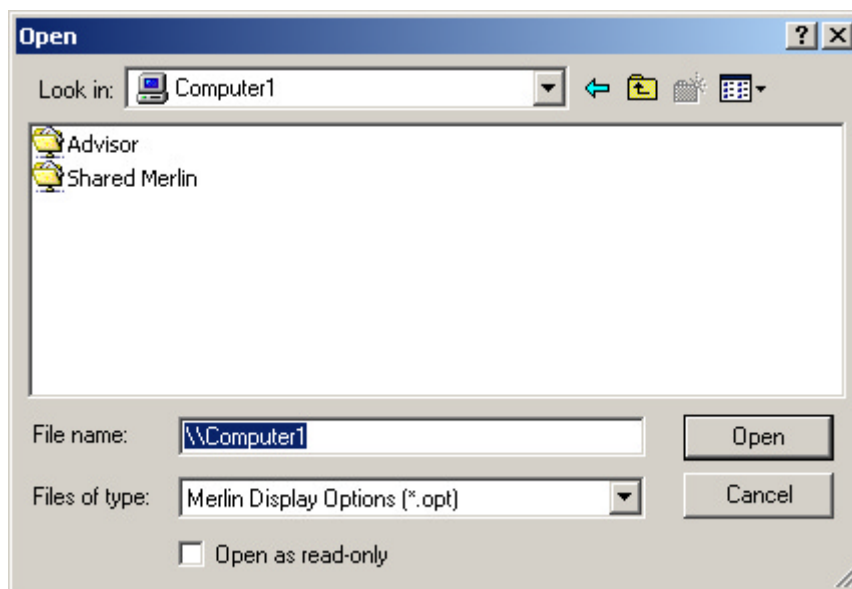 Open
Look in: Computer1
Advisor
Shared Merlin
File name: \\Computer1 Open
Files of type: Merlin Display Options (*.opt) Cancel
Open as read-only